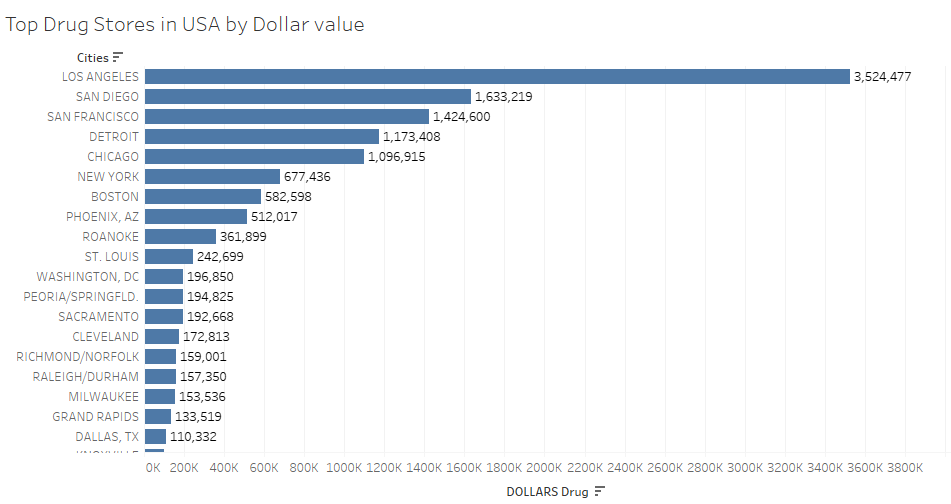 Top Drug Stores in USA by Dollar value
Cities
LOS ANGELES 3,524,477
SAN DIEGO 1,633,219
SAN FRANCISCO 1,424,600
DETROIT 1,173,408
CHICAGO 1,096,915
NEW YORK 677,436
BOSTON 582,598
PHOENIX, AZ 512,017
ROANOKE 361,899
ST. LOUIS 242,699
WASHINGTON, DC 196,850
PEORIA/SPRINGFLD. 194,825
SACRAMENTO 192,668
CLEVELAND 172,813
RICHMOND/NORFOLK 159,001
RALEIGH/DURHAM 157,350
MILWAUKEE 153,536
GRAND RAPIDS 133,519
DALLAS, TX 110,332
0K 200K 400K 600K 800K 1000K 1200K 1400K 1600K 1800K 2000K 2200K 2400K 2600K 2800K 3000K 3200K 3400K 3600K 3800K
DOLLARS Drug